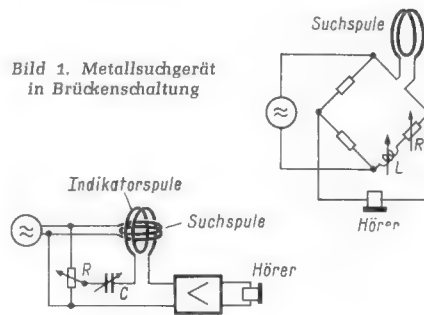 Suchspule
Bild 1. Metallsuchgerät
in Brückenschaltung
R
L
Hörer
Indikatorspule
Suchspule
R
C
Hörer